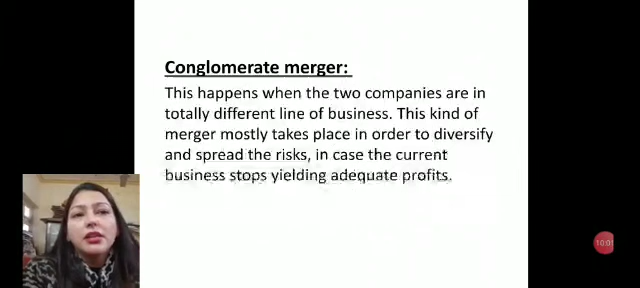 Conglomerate merger:
This happens when the two companies are in
totally different line of business. This kind of
merger mostly takes place in order to diversify
and spread the risks, in case the current
business stops yielding adequate profits.
10:01